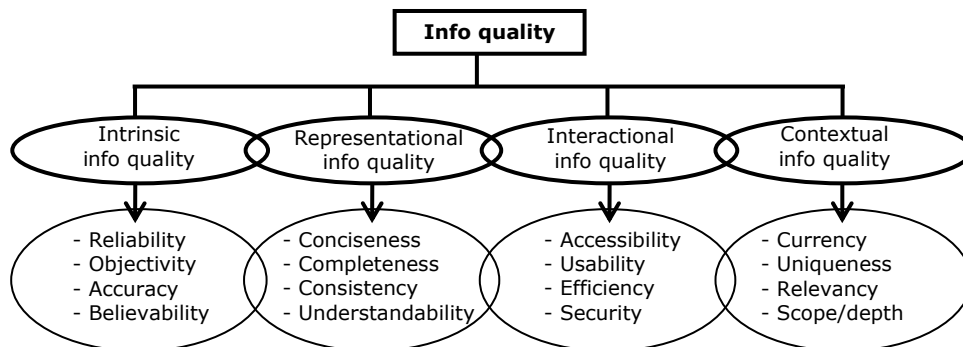 Info quality
Intrinsic
info quality
Representational
info quality
Interactional
info quality
Contextual
info quality
- Reliability
- Objectivity
- Accuracy
- Believability
- Conciseness
- Completeness
- Consistency
- Understandability
- Accessibility
- Usability
- Efficiency
- Security
- Currency
- Uniqueness
- Relevancy
- Scope/depth